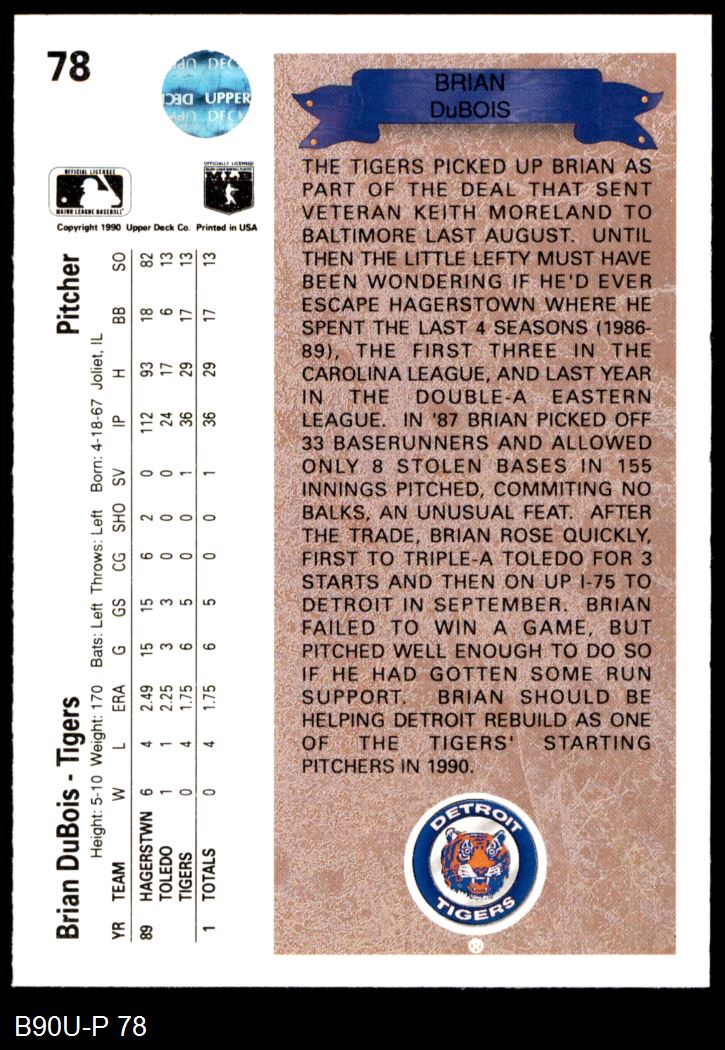 78
UPPER
DECK
OFFICIAL LICENSEE
MAJOR LEAGUE BASEBALL
OFFICIALLY LICENSED
MAJOR LEAGUE BASEBALL PLAYERS
MLB
Copyright 1990 Upper Deck Co. Printed in USA
Brian DuBois - Tigers Pitcher
Height: 5-10 Weight: 170 Bats: Left Throws: Left Born: 4-18-67 Joliet, IL
YR TEAM W L ERA G GS CG SHO SV IP H BB SO
89 HAGERSTWN 6 4 2.49 15 15 6 2 0 112 93 18 82
TOLEDO 1 1 2.25 3 3 0 0 0 24 17 6 13
TIGERS 0 4 1.75 6 5 0 0 1 36 29 17 13
1 TOTALS 0 4 1.75 6 5 0 0 1 36 29 17 13
BRIAN
DuBOIS
THE TIGERS PICKED UP BRIAN AS
PART OF THE DEAL THAT SENT
VETERAN KEITH MORELAND TO
BALTIMORE LAST AUGUST. UNTIL
THEN THE LITTLE LEFTY MUST HAVE
BEEN WONDERING IF HE'D EVER
ESCAPE HAGERSTOWN WHERE HE
SPENT THE LAST 4 SEASONS (1986-
89), THE FIRST THREE IN THE
CAROLINA LEAGUE, AND LAST YEAR
IN THE DOUBLE-A EASTERN
LEAGUE. IN '87 BRIAN PICKED OFF
33 BASERUNNERS AND ALLOWED
ONLY 8 STOLEN BASES IN 155
INNINGS PITCHED, COMMITING NO
BALKS, AN UNUSUAL FEAT. AFTER
THE TRADE, BRIAN ROSE QUICKLY,
FIRST TO TRIPLE-A TOLEDO FOR 3
STARTS AND THEN ON UP I-75 TO
DETROIT IN SEPTEMBER. BRIAN
FAILED TO WIN A GAME, BUT
PITCHED WELL ENOUGH TO DO SO
IF HE HAD GOTTEN SOME RUN
SUPPORT. BRIAN SHOULD BE
HELPING DETROIT REBUILD AS ONE
OF THE TIGERS' STARTING
PITCHERS IN 1990.
DETROIT
TIGERS
®
B90U-P 78